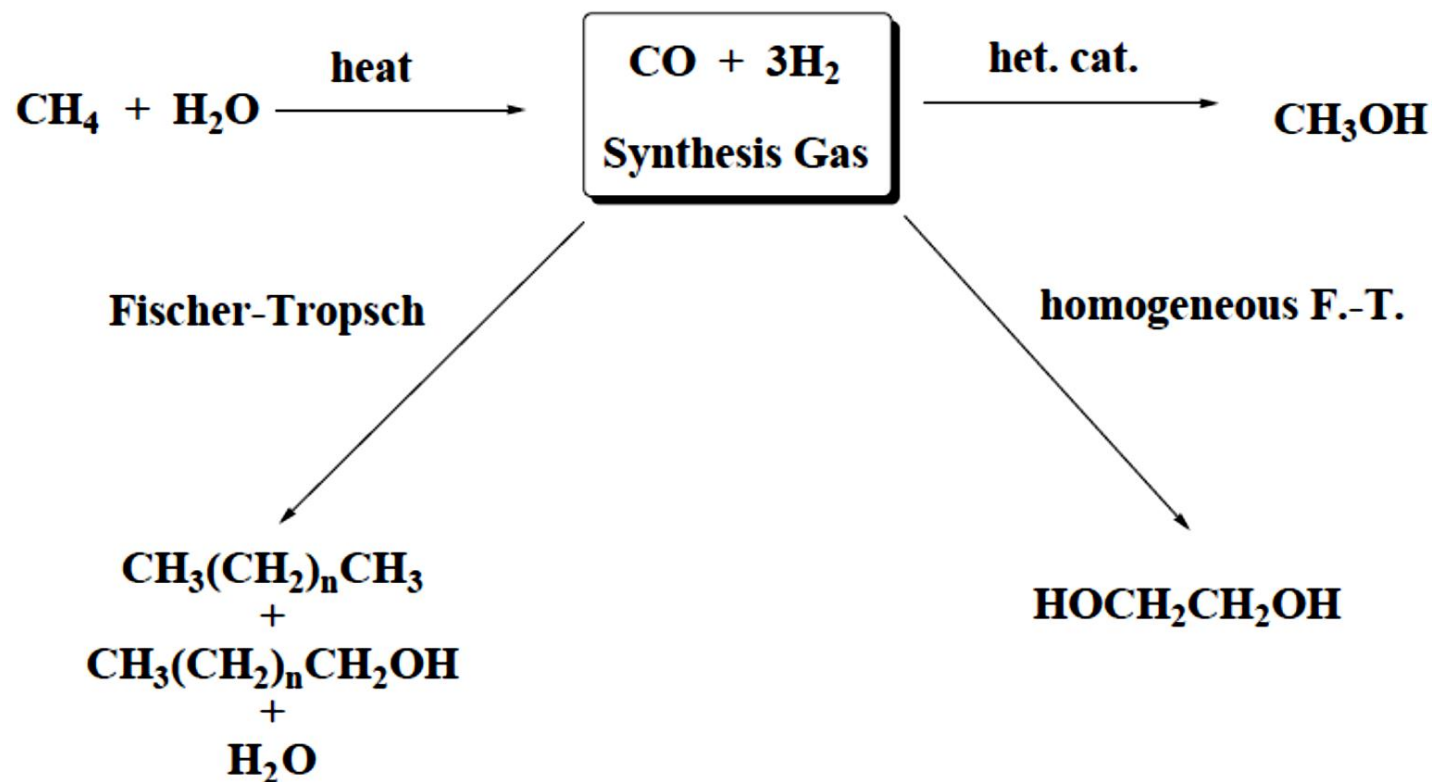 heat
CO + 3H₂
het. cat.
CH₄ + H₂O
CH₃OH
Synthesis Gas
Fischer-Tropsch
homogeneous F.-T.
CH₃(CH₂)ₙCH₃
+
CH₃(CH₂)ₙCH₂OH
+
H₂O
HOCH₂CH₂OH